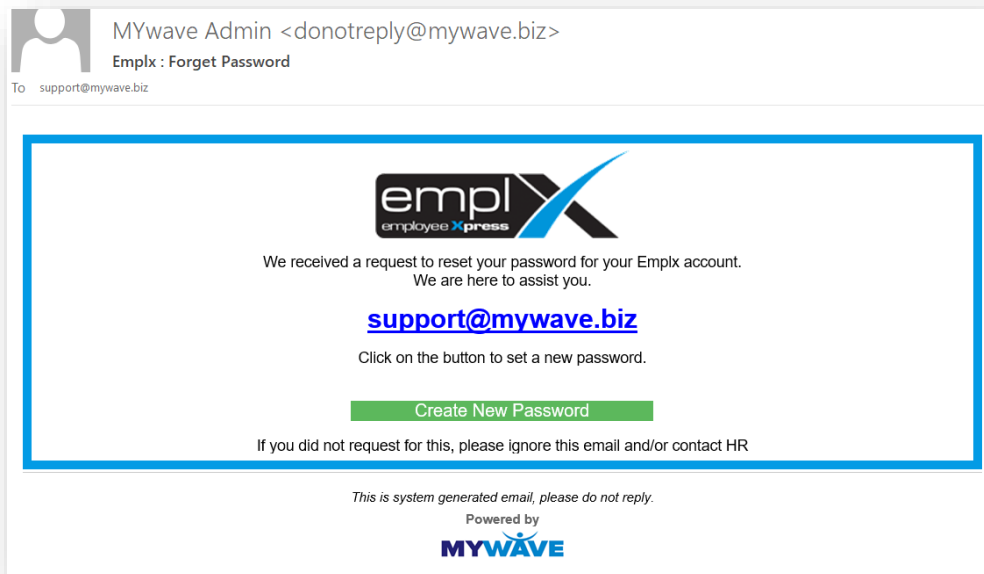 MYwave Admin <donotreply@mywave.biz>
Emplx : Forget Password
To support@mywave.biz
empl X
employee Xpress
We received a request to reset your password for your Emplx account.
We are here to assist you.
support@mywave.biz
Click on the button to set a new password.
Create New Password
If you did not request for this, please ignore this email and/or contact HR
This is system generated email, please do not reply.
Powered by
MYWAVE